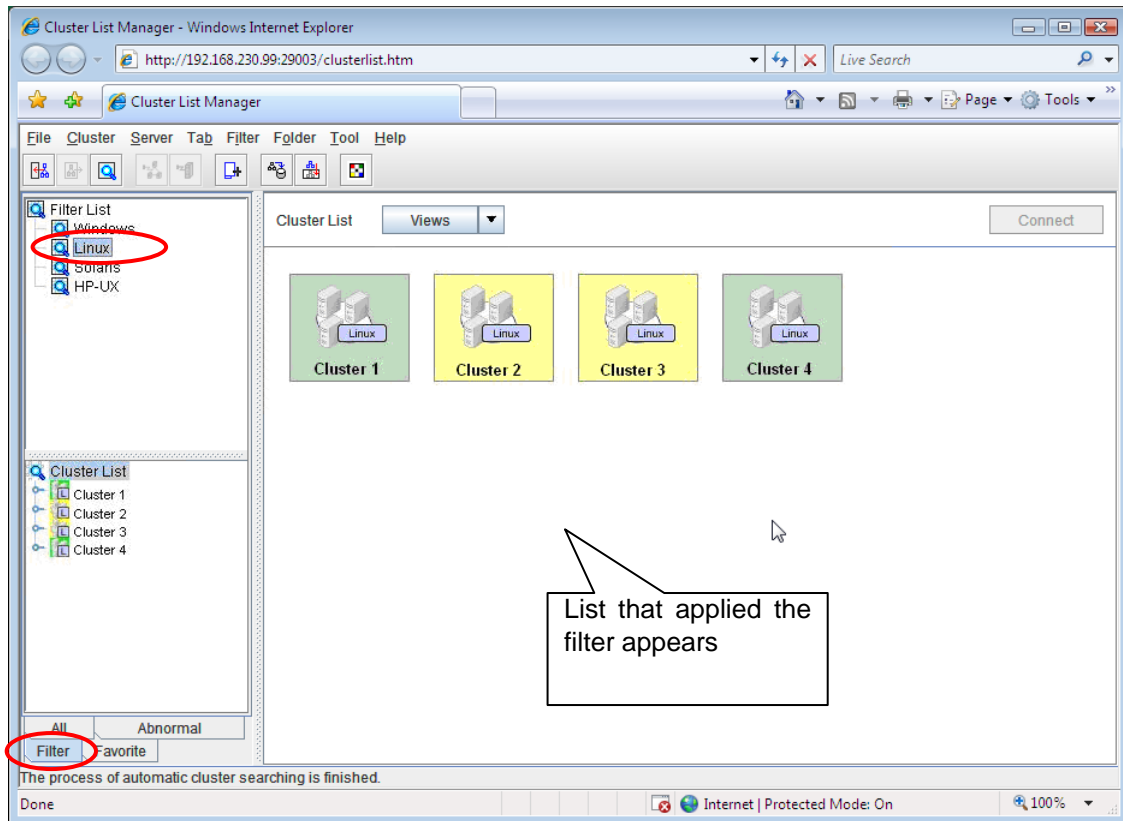 Cluster List Manager - Windows Internet Explorer
http://192.168.230.99:29003/clusterlist.htm
Live Search
Cluster List Manager
Page
Tools
File Cluster Server Tab Filter Folder Tool Help
Filter List
Windows
Linux
Solaris
HP-UX
Cluster List
Views
Connect
Linux
Cluster 1
Linux
Cluster 2
Linux
Cluster 3
Linux
Cluster 4
Cluster List
L Cluster 1
L Cluster 2
L Cluster 3
L Cluster 4
List that applied the
filter appears
All Abnormal
Filter Favorite
The process of automatic cluster searching is finished.
Done
Internet | Protected Mode: On
100%